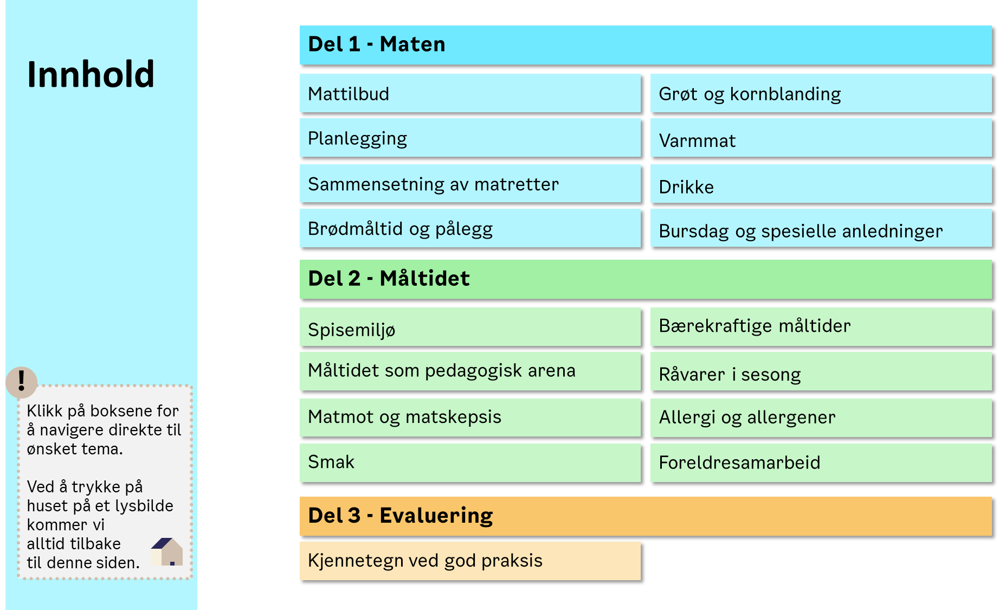 Innhold
!
Klikk på boksene for
å navigere direkte til
ønsket tema.
Ved å trykke på
huset på et lysbilde
kommer vi
alltid tilbake
til denne siden.
Del 1 - Maten
Mattilbud
Grøt og kornblanding
Planlegging
Varmmat
Sammensetning av matretter
Drikke
Brødmåltid og pålegg
Bursdag og spesielle anledninger
Del 2 - Måltidet
Spisemiljø
Bærekraftige måltider
Måltidet som pedagogisk arena
Råvarer i sesong
Matmot og matskepsis
Allergi og allergener
Smak
Foreldresamarbeid
Del 3 - Evaluering
Kjennetegn ved god praksis